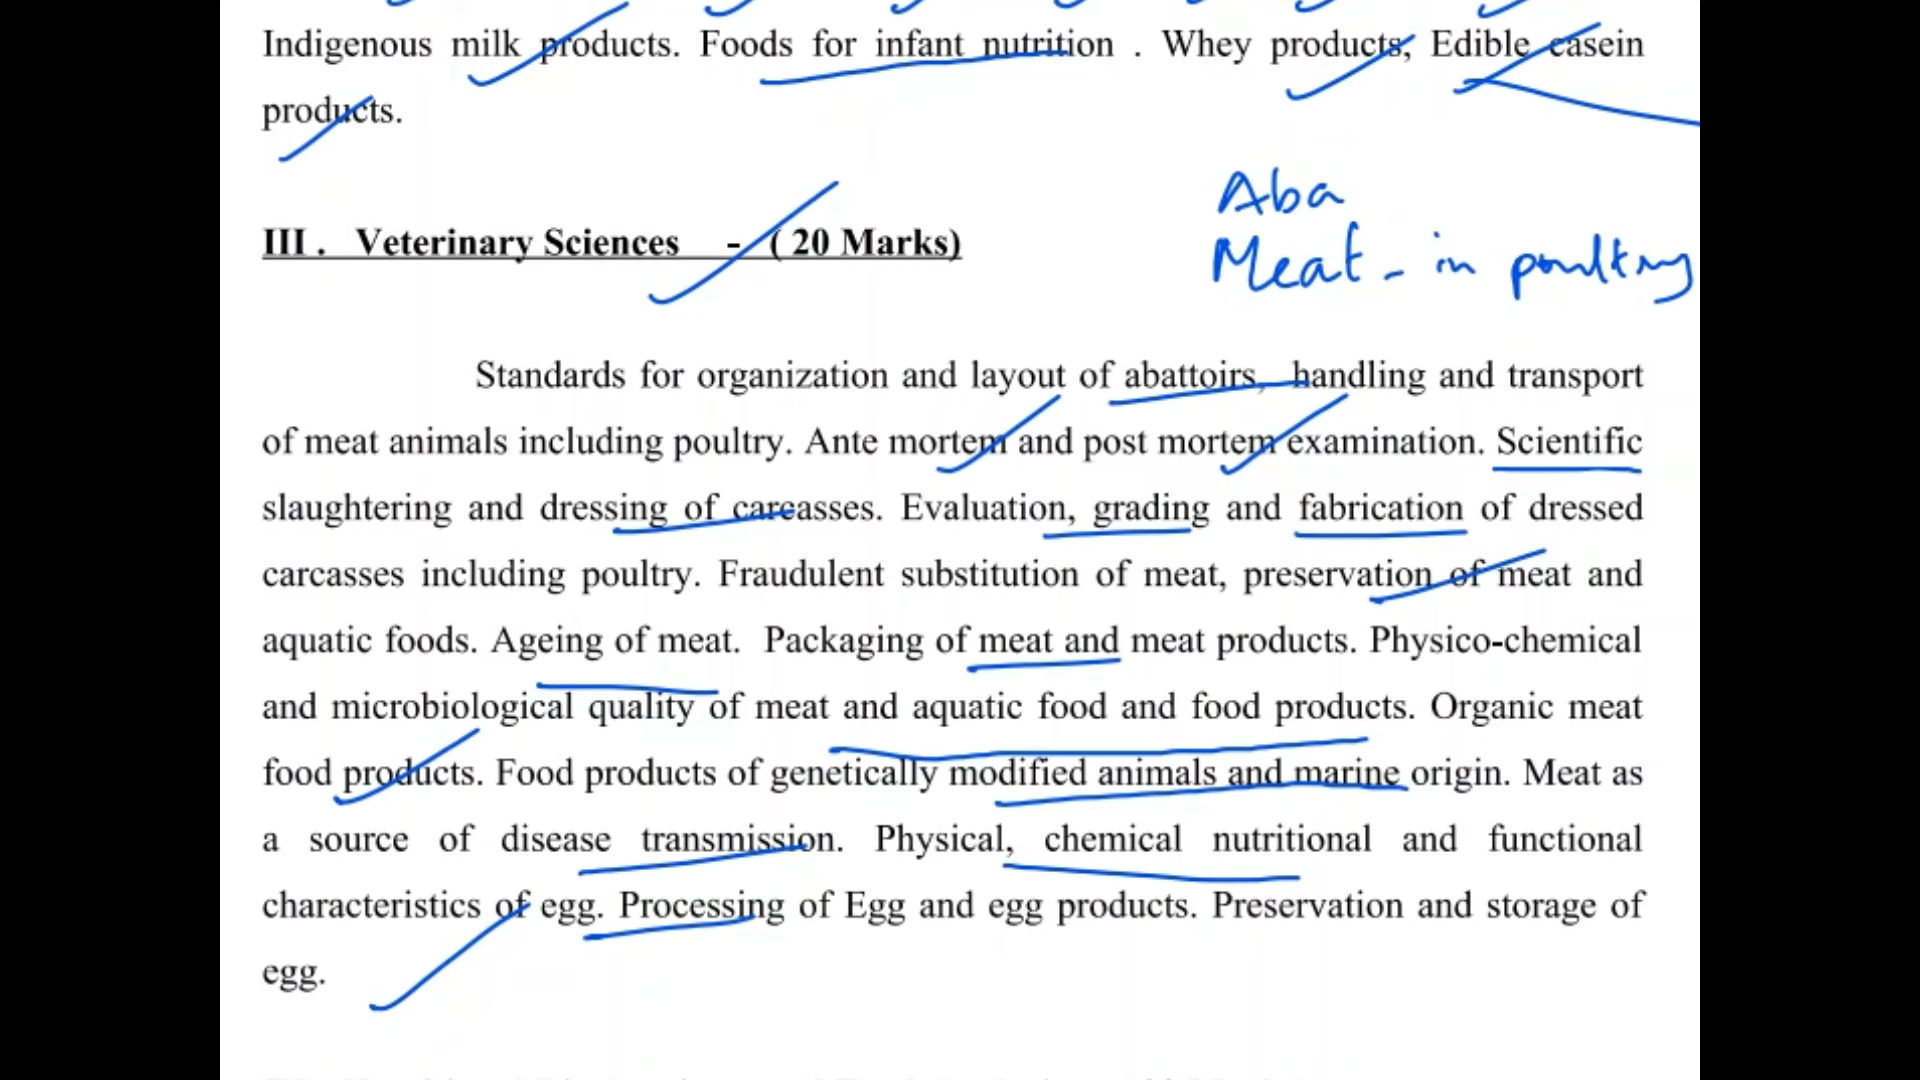 Indigenous milk products. Foods for infant nutrition . Whey products, Edible casein
products.
Aba
III . Veterinary Sciences - ( 20 Marks)
Meat - in poultry
Standards for organization and layout of abattoirs, handling and transport
of meat animals including poultry. Ante mortem and post mortem examination. Scientific
slaughtering and dressing of carcasses. Evaluation, grading and fabrication of dressed
carcasses including poultry. Fraudulent substitution of meat, preservation of meat and
aquatic foods. Ageing of meat. Packaging of meat and meat products. Physico-chemical
and microbiological quality of meat and aquatic food and food products. Organic meat
food products. Food products of genetically modified animals and marine origin. Meat as
a source of disease transmission. Physical, chemical nutritional and functional
characteristics of egg. Processing of Egg and egg products. Preservation and storage of
egg.